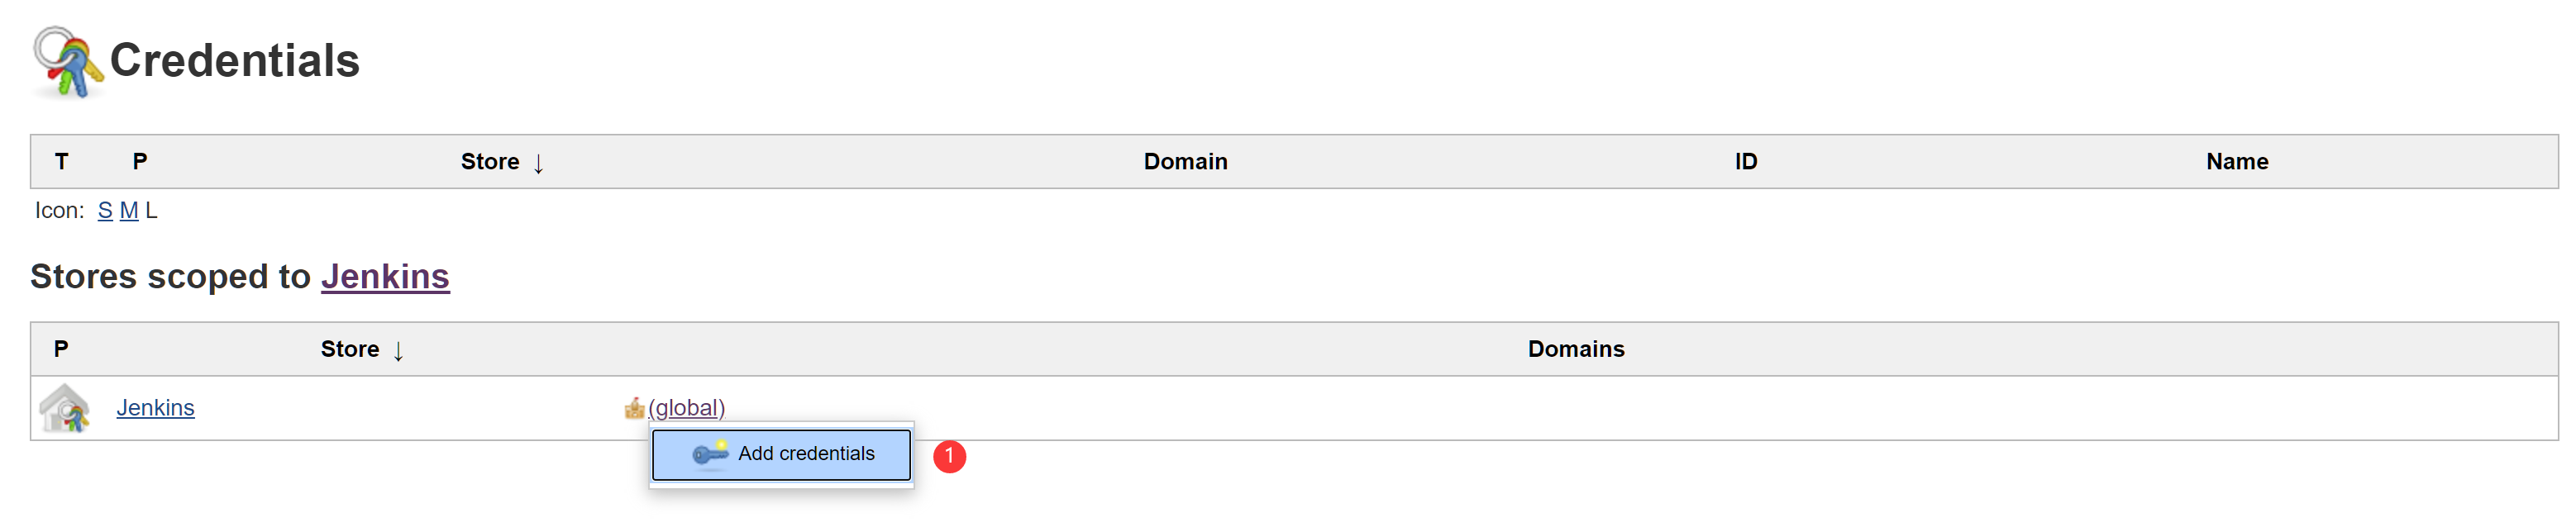 Credentials
T P Store ↓ Domain ID Name
Icon: S M L
Stores scoped to Jenkins
P Store ↓ Domains
Jenkins (global)
Add credentials 1